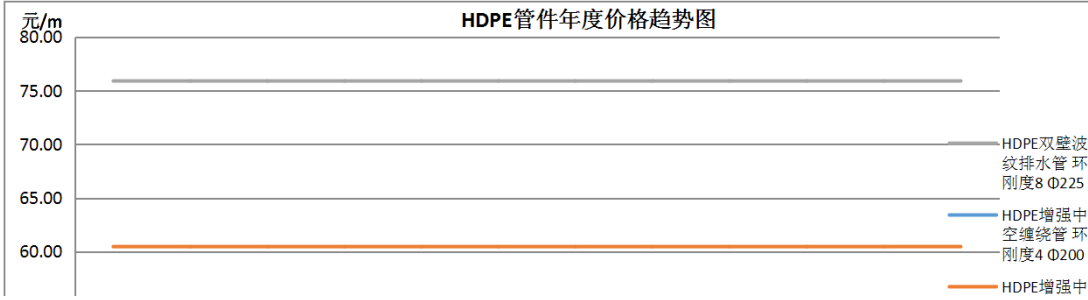 HDPE管件年度价格趋势图
元/m
80.00
75.00
70.00
65.00
60.00
HDPE双壁波
纹排水管 环
刚度8 Φ225
HDPE增强中
空缠绕管 环
刚度4 Φ200
HDPE增强中